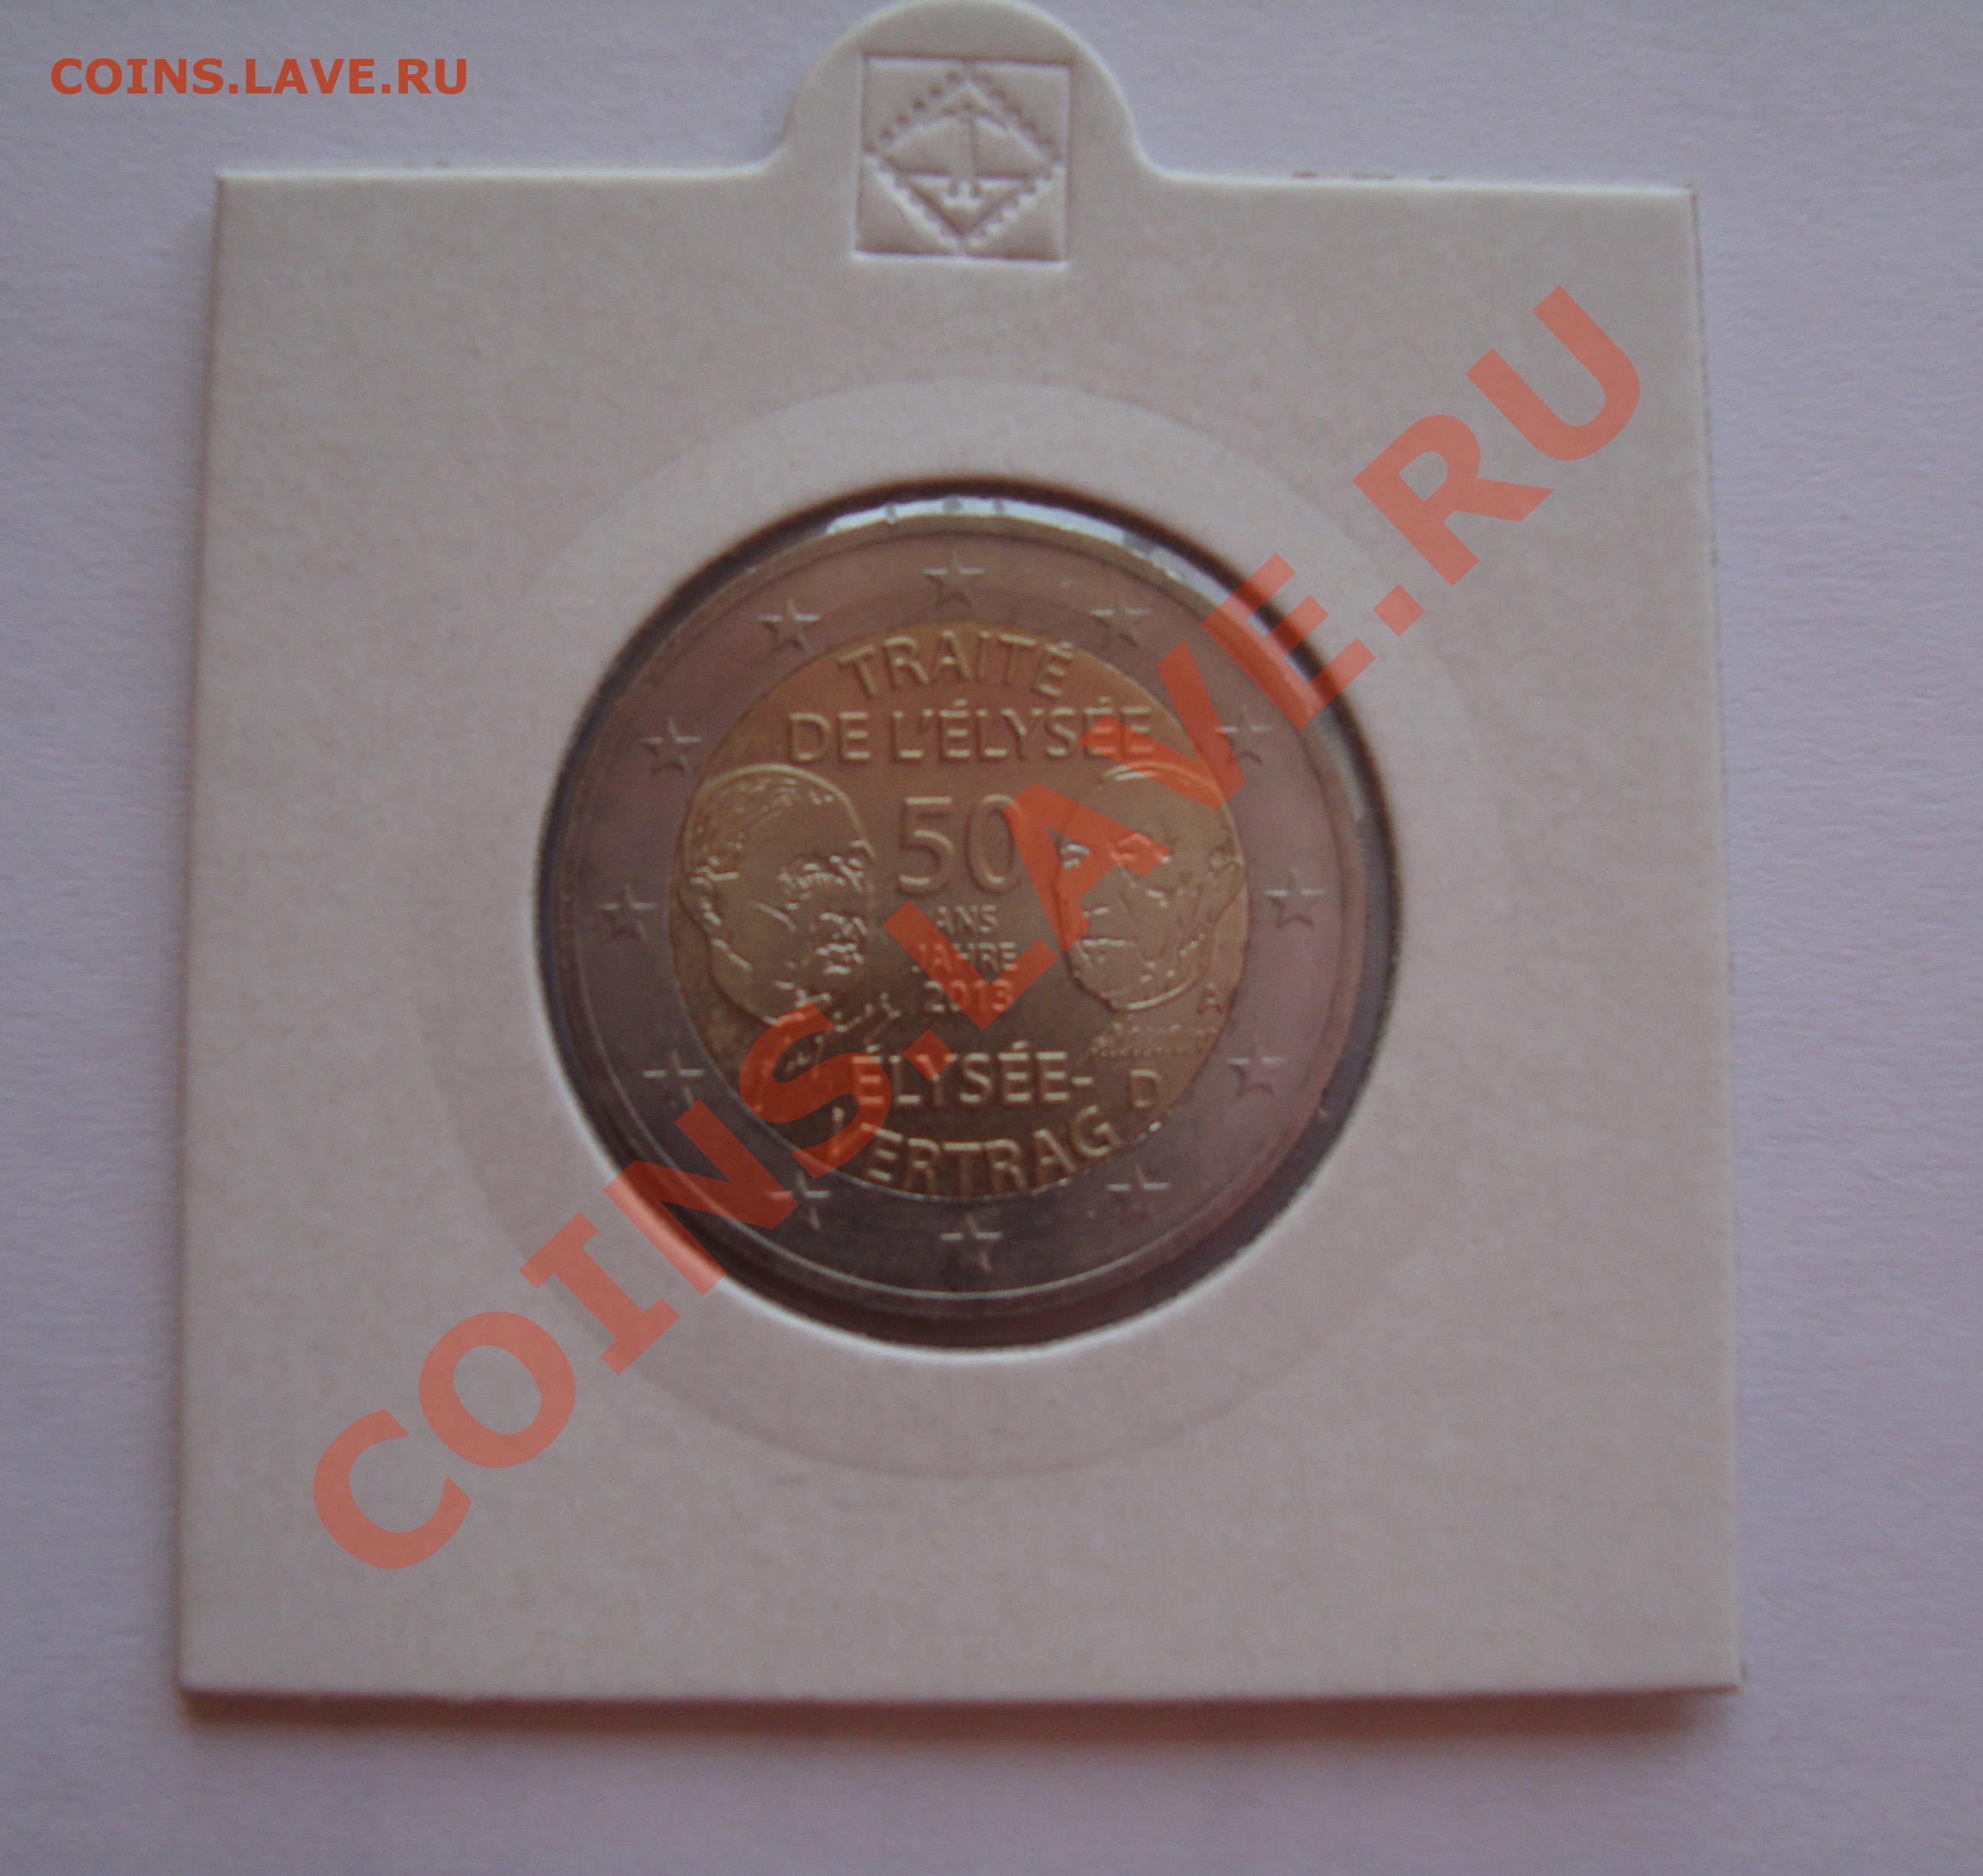 COINS.LAVE.RU
TRAITÉ
DE L'ÉLYSÉE
50
ANS
JAHRE
2013
A
ÉLYSÉE-
D
VERTRAG
COINS.LAVE.RU